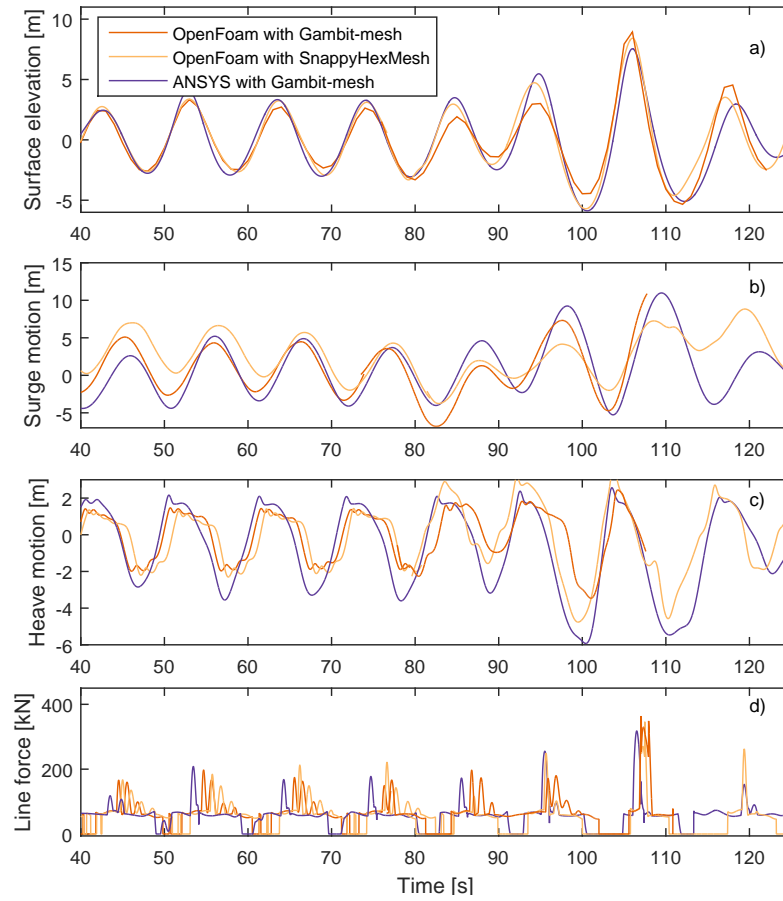 OpenFoam with Gambit-mesh
OpenFoam with SnappyHexMesh
ANSYS with Gambit-mesh
a)
Surface elevation [m]
10
5
0
-5
40 50 60 70 80 90 100 110 120
b)
Surge motion [m]
15
10
5
0
-5
40 50 60 70 80 90 100 110 120
c)
Heave motion [m]
2
0
-2
-4
-6
40 50 60 70 80 90 100 110 120
d)
Line force [kN]
400
200
0
40 50 60 70 80 90 100 110 120
Time [s]